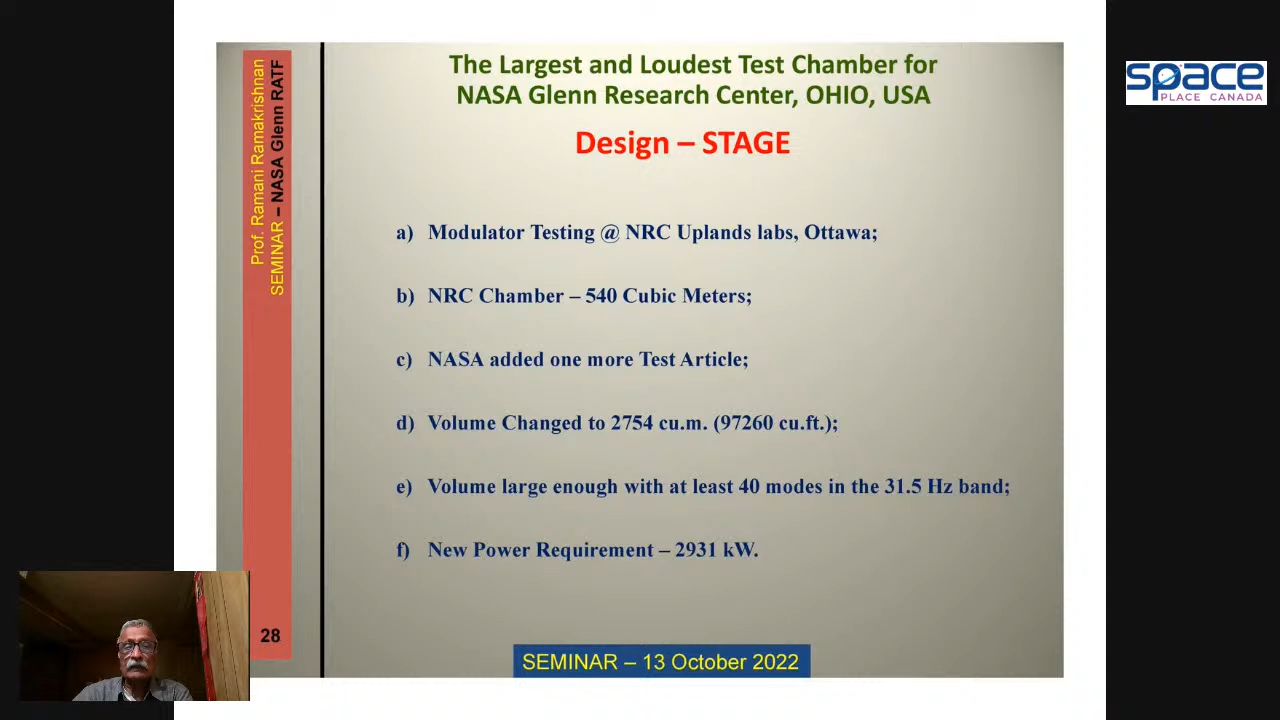 The Largest and Loudest Test Chamber for
NASA Glenn Research Center, OHIO, USA
Design – STAGE
a) Modulator Testing @ NRC Uplands labs, Ottawa;
b) NRC Chamber – 540 Cubic Meters;
c) NASA added one more Test Article;
d) Volume Changed to 2754 cu.m. (97260 cu.ft.);
e) Volume large enough with at least 40 modes in the 31.5 Hz band;
f) New Power Requirement – 2931 kW.
Prof. Ramani Ramakrishnan
SEMINAR – NASA Glenn RATF
28
SEMINAR – 13 October 2022
space
PLACE CANADA